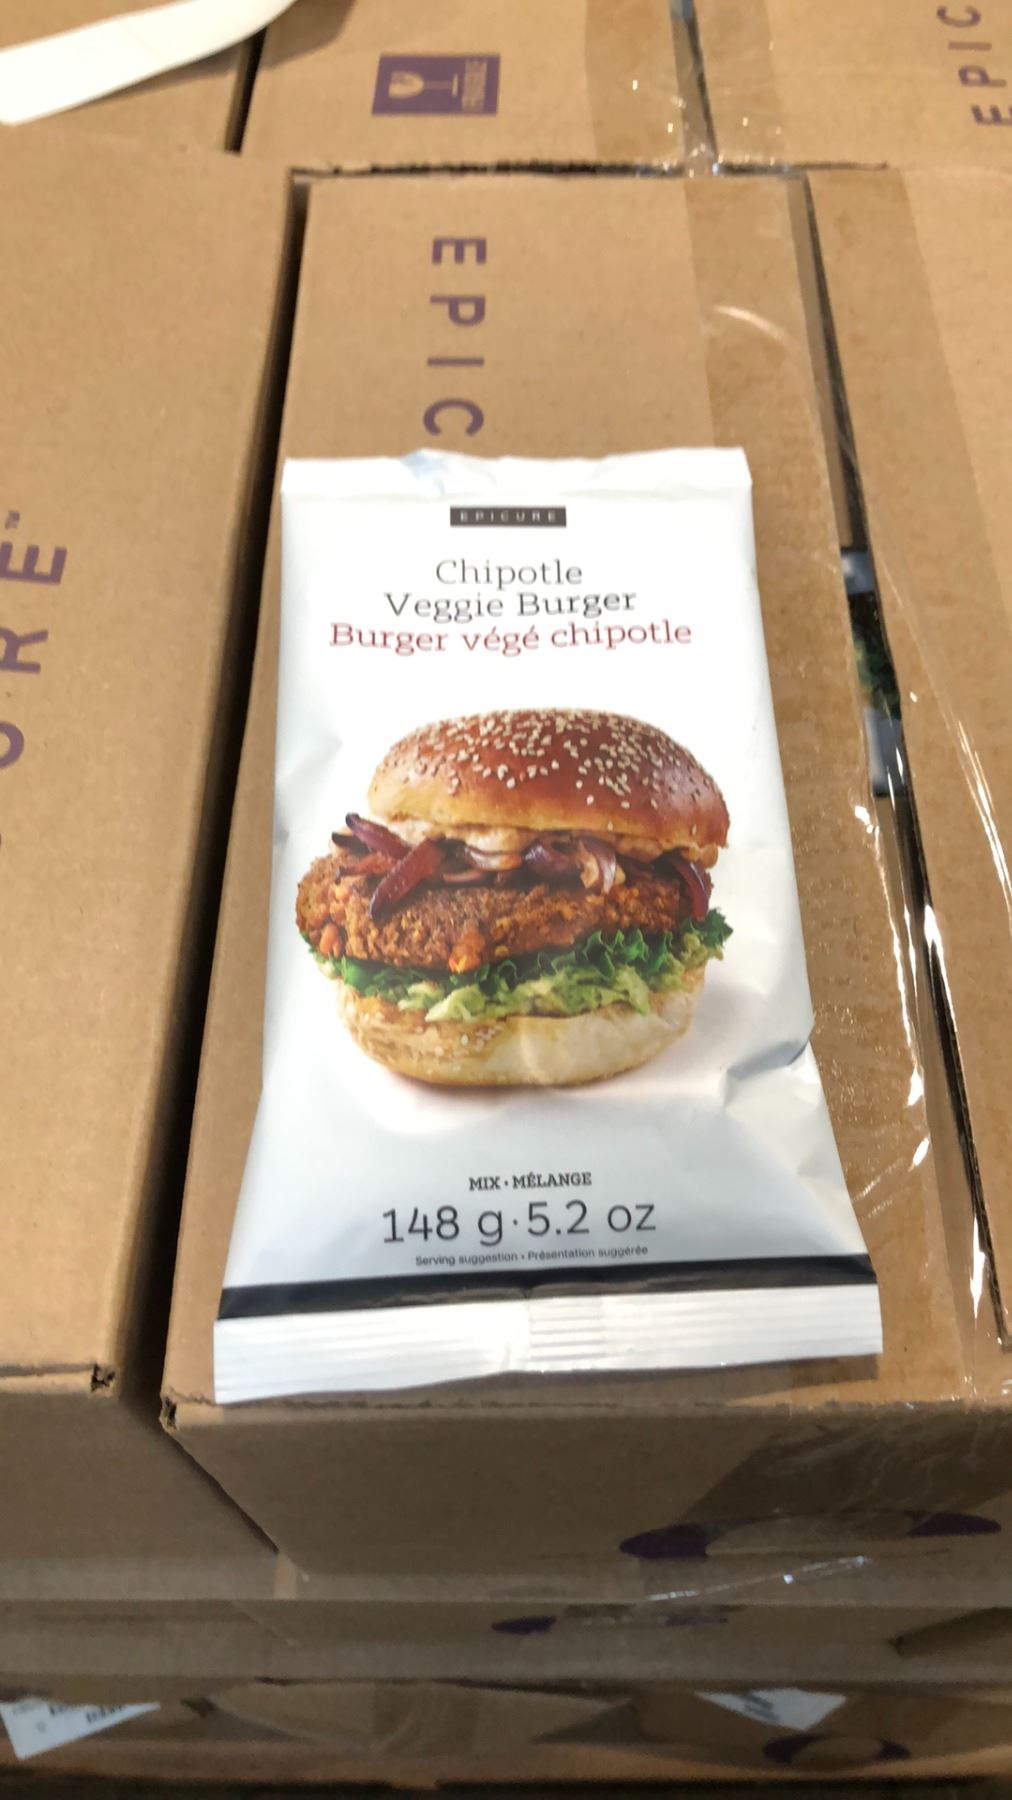 FRAGILE
EPIC
EPIC
EPICURE
Chipotle
Veggie Burger
Burger végé chipotle
MIX • MÉLANGE
148 g · 5.2 oz
Serving suggestion • Présentation suggérée